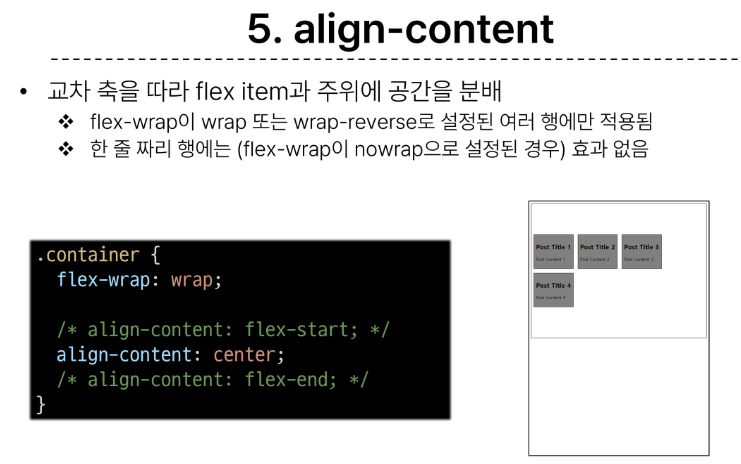 5. align-content
• 교차 축을 따라 flex item과 주위에 공간을 분배
❖ flex-wrap이 wrap 또는 wrap-reverse로 설정된 여러 행에만 적용됨
❖ 한 줄 짜리 행에는 (flex-wrap이 nowrap으로 설정된 경우) 효과 없음
.container {
flex-wrap: wrap;
/* align-content: flex-start; */
align-content: center;
/* align-content: flex-end; */
}
Post Title 1 Post Title 2 Post Title 3
Post Content 1 Post Content 2 Post Content 3
Post Title 4
Post Content 4